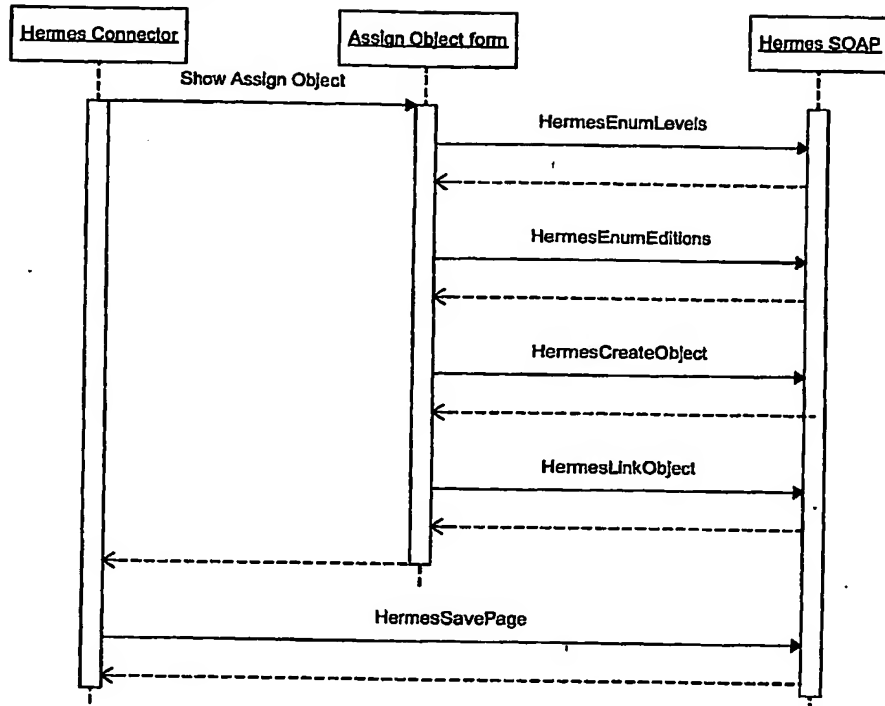 Hermes Connector
Assign Object form
Hermes SOAP
Show Assign Object
HermesEnumLevels
HermesEnumEditions
HermesCreateObject
HermesLinkObject
HermesSavePage